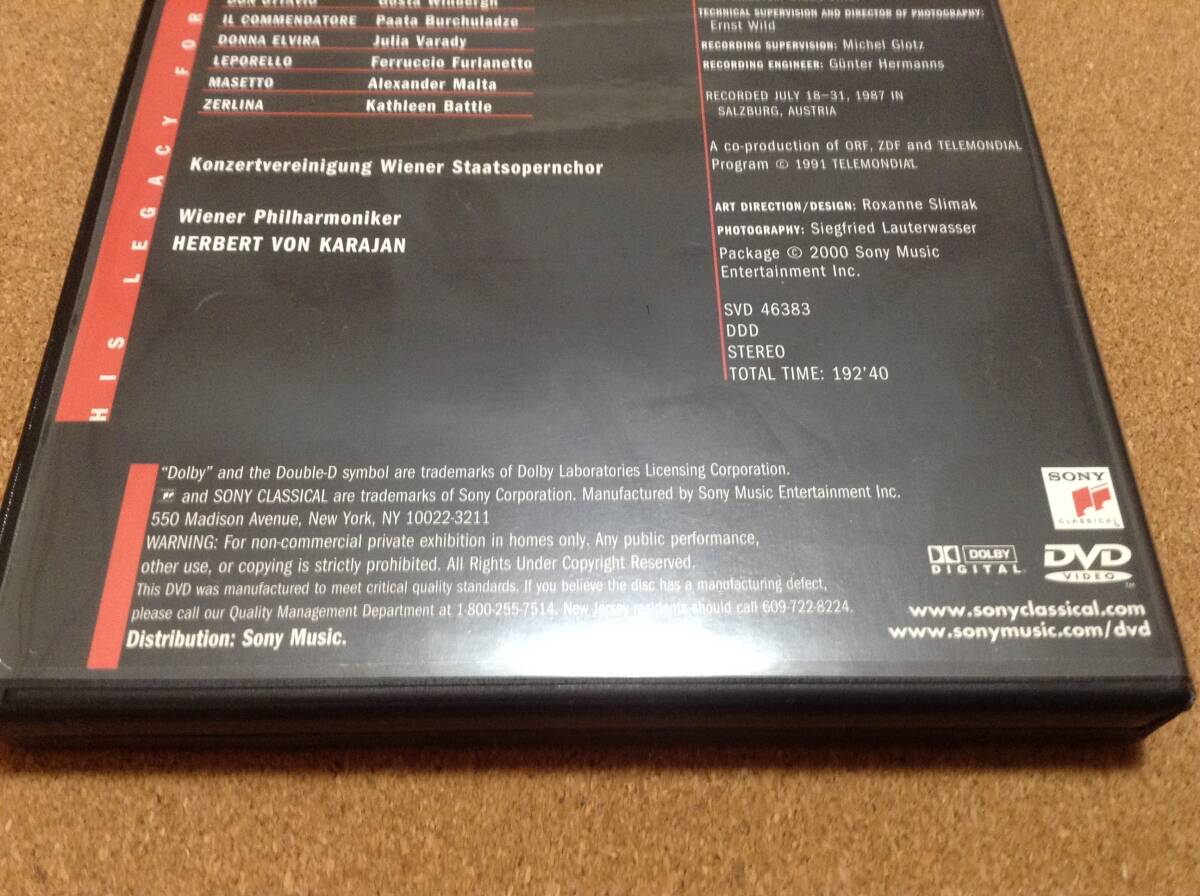 DON OTTAVIO Gösta Winbergh
IL COMMENDATORE Paata Burchuladze
DONNA ELVIRA Julia Varady
LEPORELLO Ferruccio Furlanetto
MASETTO Alexander Malta
ZERLINA Kathleen Battle
Konzertvereinigung Wiener Staatsopernchor
Wiener Philharmoniker
HERBERT VON KARAJAN
HIS LEGACY FOR
TECHNICAL SUPERVISION AND DIRECTOR OF PHOTOGRAPHY:
Ernst Wild
RECORDING SUPERVISION: Michel Glotz
RECORDING ENGINEER: Günter Hermanns
RECORDED JULY 18–31, 1987 IN
SALZBURG, AUSTRIA
A co-production of ORF, ZDF and TELEMONDIAL
Program © 1991 TELEMONDIAL
ART DIRECTION/DESIGN: Roxanne Slimak
PHOTOGRAPHY: Siegfried Lauterwasser
Package © 2000 Sony Music
Entertainment Inc.
SVD 46383
DDD
STEREO
TOTAL TIME: 192'40
"Dolby" and the Double-D symbol are trademarks of Dolby Laboratories Licensing Corporation.
and SONY CLASSICAL are trademarks of Sony Corporation. Manufactured by Sony Music Entertainment Inc.
550 Madison Avenue, New York, NY 10022-3211
WARNING: For non-commercial private exhibition in homes only. Any public performance,
other use, or copying is strictly prohibited. All Rights Under Copyright Reserved.
This DVD was manufactured to meet critical quality standards. If you believe the disc has a manufacturing defect,
please call our Quality Management Department at 1-800-255-7514. New Jersey residents should call 609-722-8224.
Distribution: Sony Music.
SONY
CLASSICAL
DOLBY
DIGITAL
DVD
VIDEO
TM
www.sonyclassical.com
www.sonymusic.com/dvd